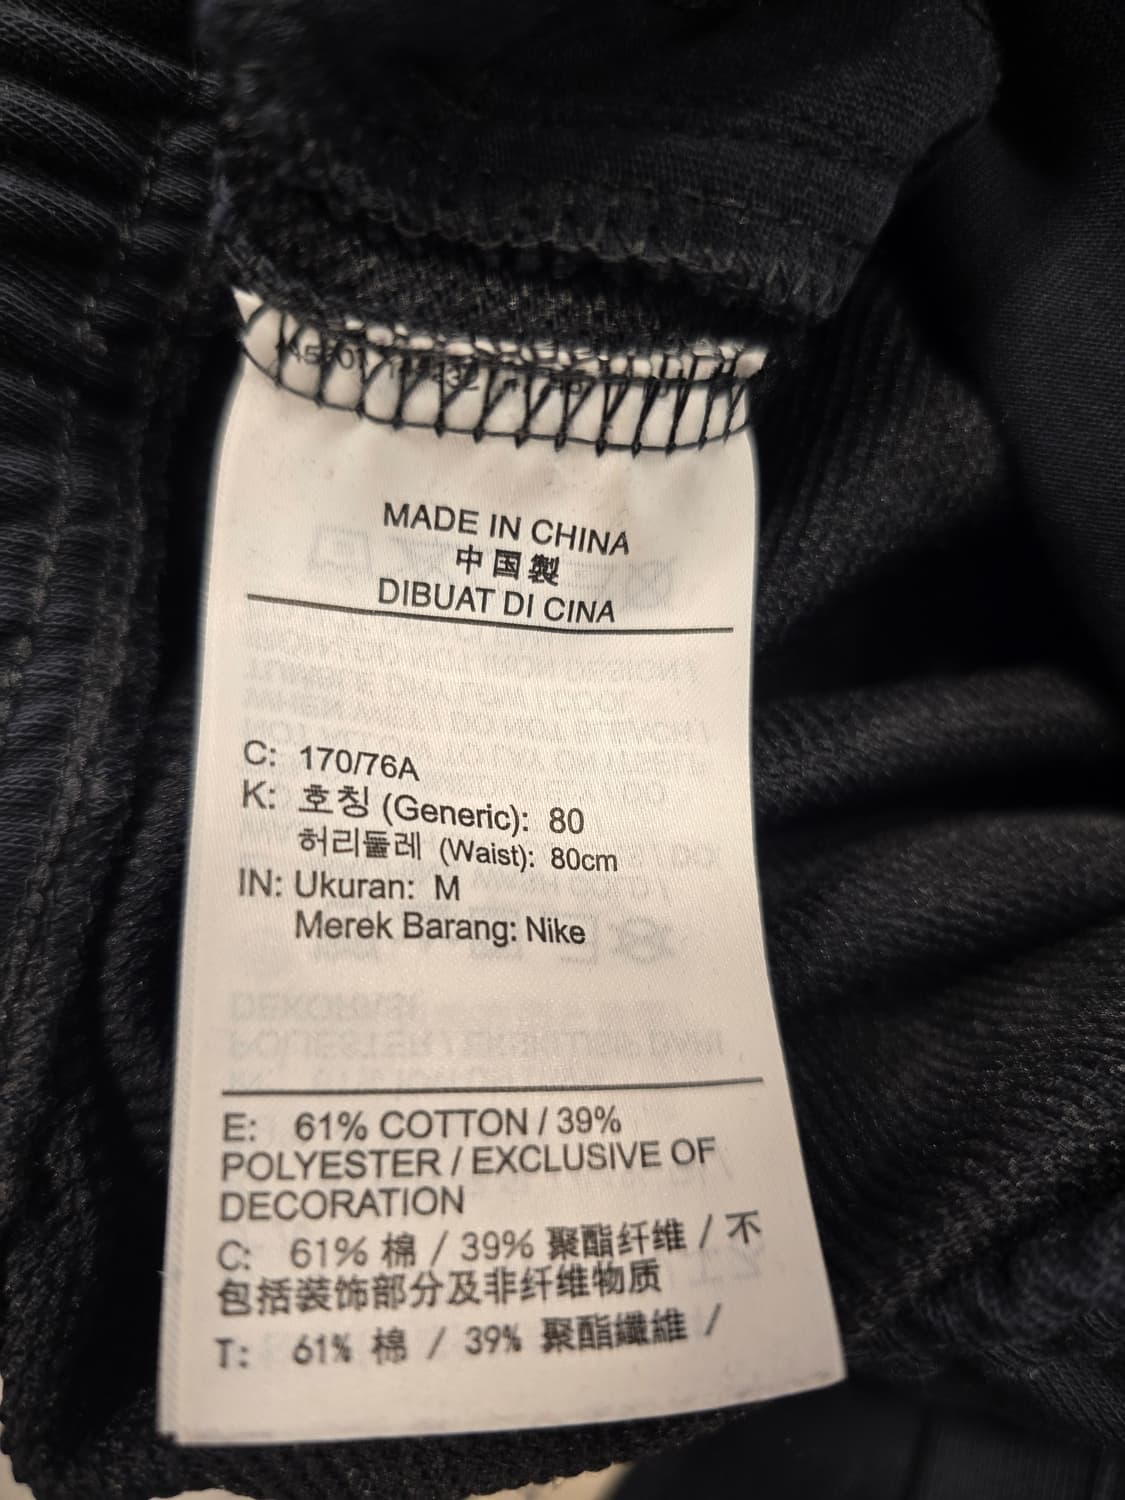 MADE IN CHINA
中国製
DIBUAT DI CINA
C: 170/76A
K: 호칭 (Generic): 80
허리둘레 (Waist): 80cm
IN: Ukuran: M
Merek Barang: Nike
E: 61% COTTON / 39%
POLYESTER / EXCLUSIVE OF
DECORATION
C: 61% 棉 / 39% 聚酯纤维 / 不
包括装饰部分及非纤维物质
T: 61% 棉 / 39% 聚酯纖維 /